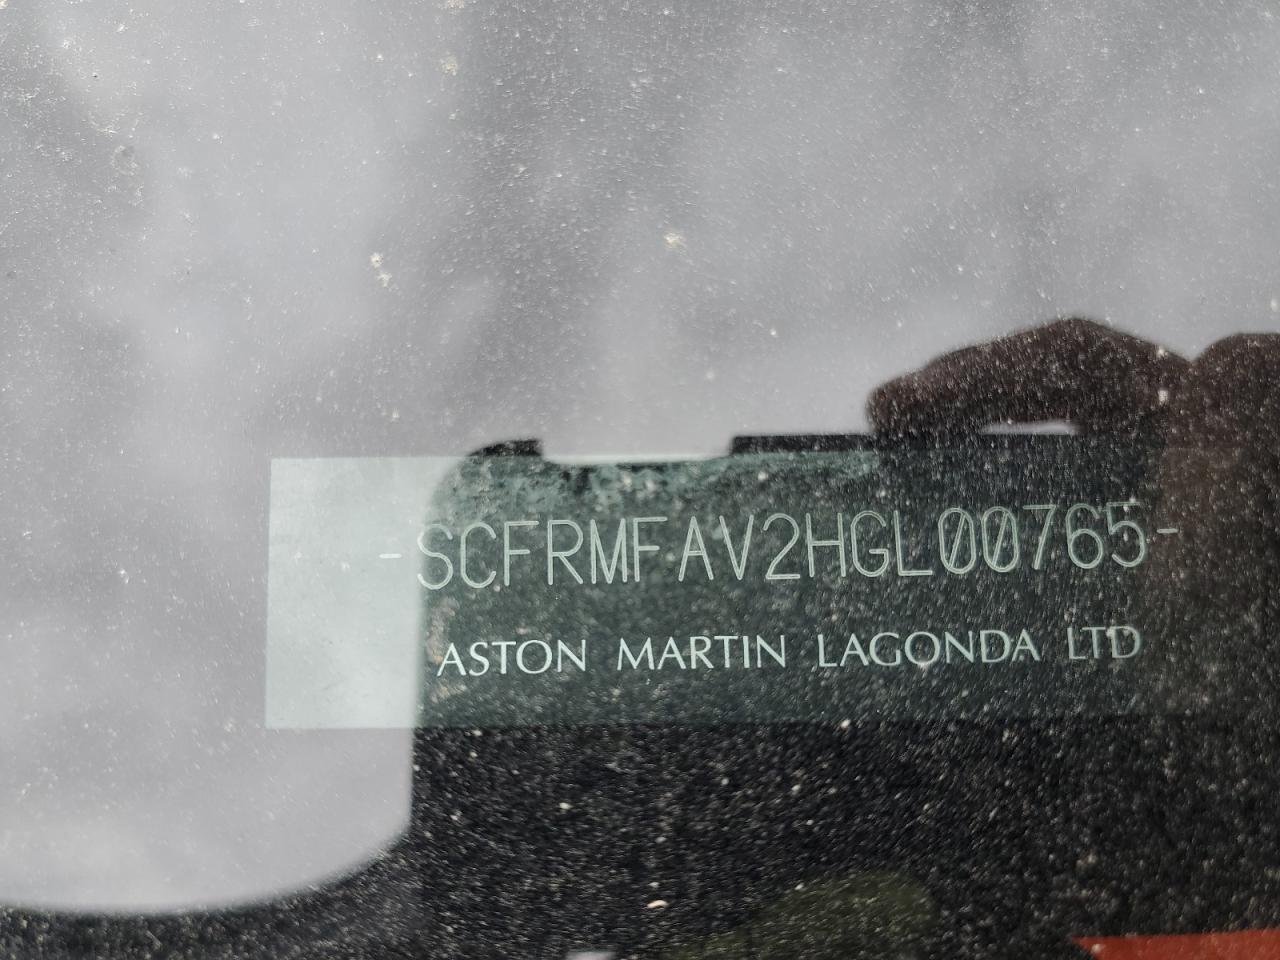 -SCFRMFAV2HGL00765-
ASTON MARTIN LAGONDA LTD